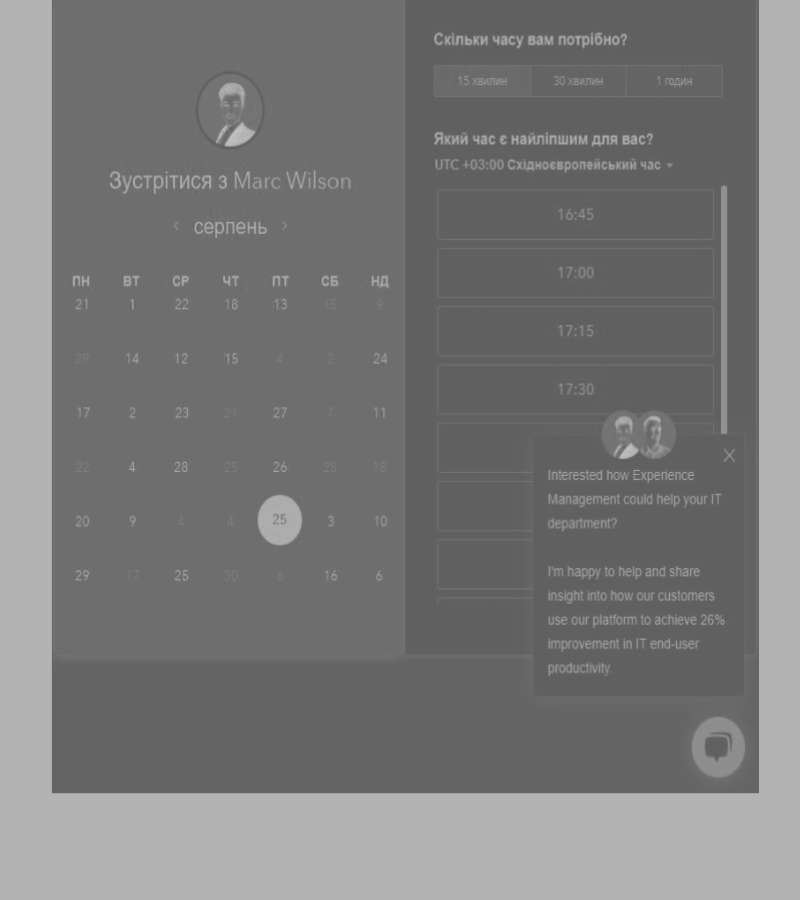 Зустрітися з Marc Wilson
‹ серпень ›
ПН ВТ СР ЧТ ПТ СБ НД
21 1 22 18 13 15 9
29 14 12 15 4 2 24
17 2 23 21 27 7 11
22 4 28 25 26 25 18
20 9 4 4 25 3 10
29 17 25 30 6 16 6
Скільки часу вам потрібно?
15 хвилин 30 хвилин 1 годин
Який час є найліпшим для вас?
UTC +03:00 Східноєвропейський час
16:45
17:00
17:15
17:30
Interested how Experience
Management could help your IT
department?
I'm happy to help and share
insight into how our customers
use our platform to achieve 26%
improvement in IT end-user
productivity.